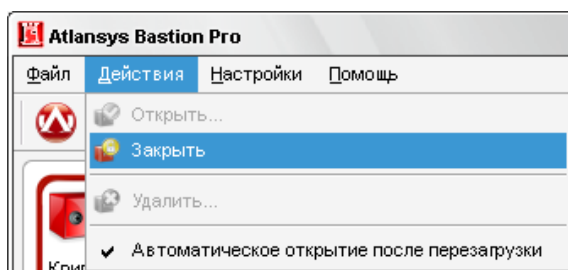 Atlansys Bastion Pro
Файл Действия Настройки Помощь
Открыть...
Закрыть
Удалить...
Автоматическое открытие после перезагрузки